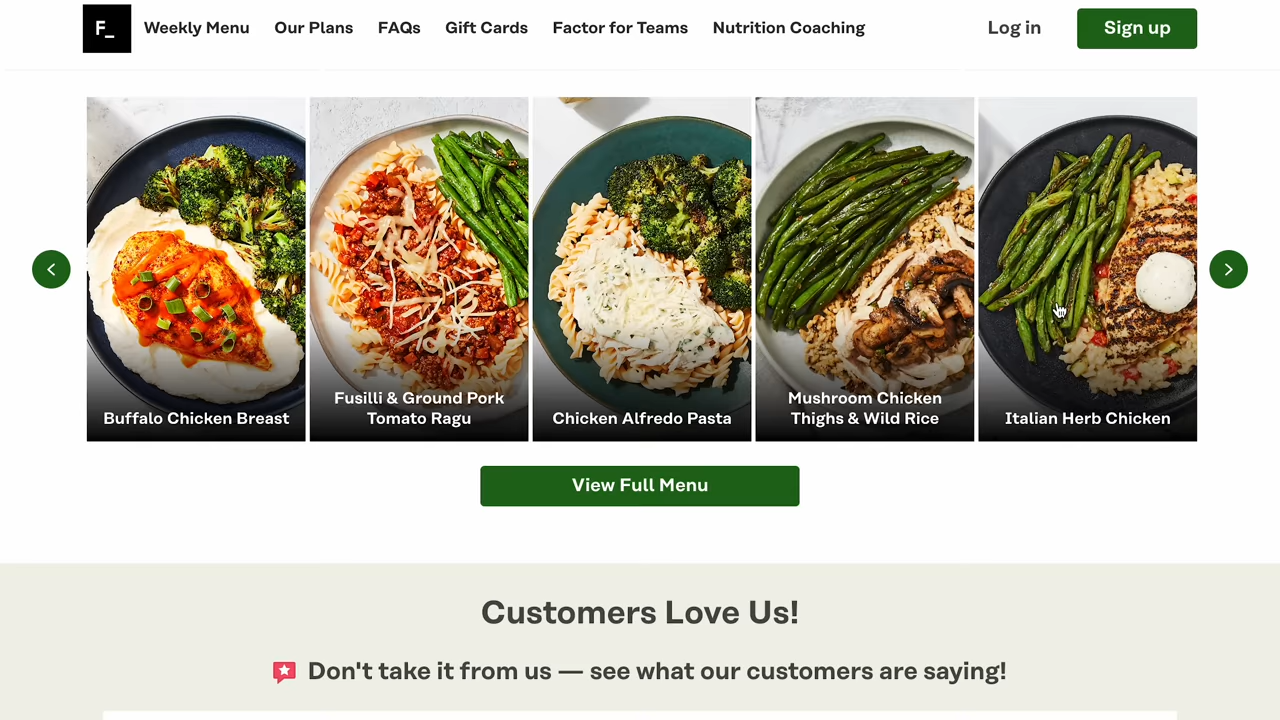 F_
Weekly Menu
Our Plans
FAQs
Gift Cards
Factor for Teams
Nutrition Coaching
Log in
Sign up
Buffalo Chicken Breast
Fusilli & Ground Pork
Tomato Ragu
Chicken Alfredo Pasta
Mushroom Chicken
Thighs & Wild Rice
Italian Herb Chicken
View Full Menu
Customers Love Us!
Don't take it from us — see what our customers are saying!